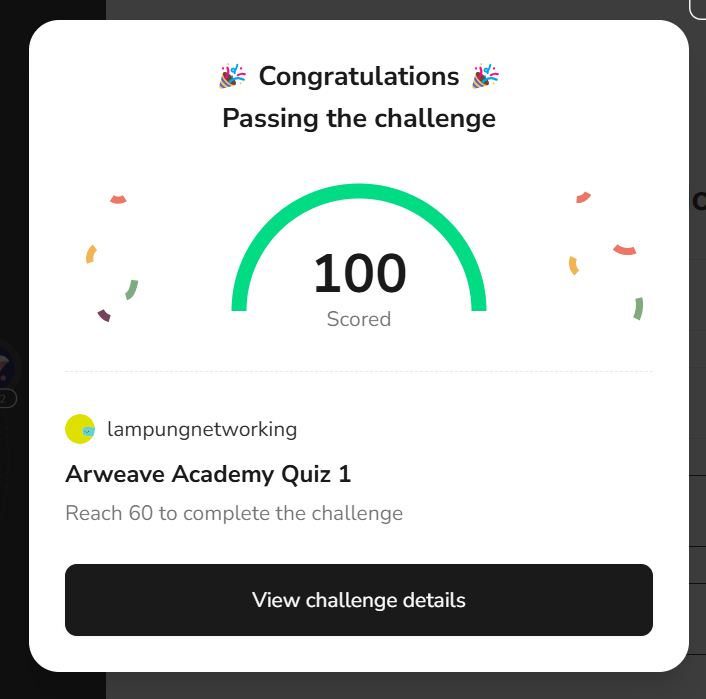 🎉 Congratulations 🎉
Passing the challenge
100
Scored
lampungnetworking
Arweave Academy Quiz 1
Reach 60 to complete the challenge
View challenge details